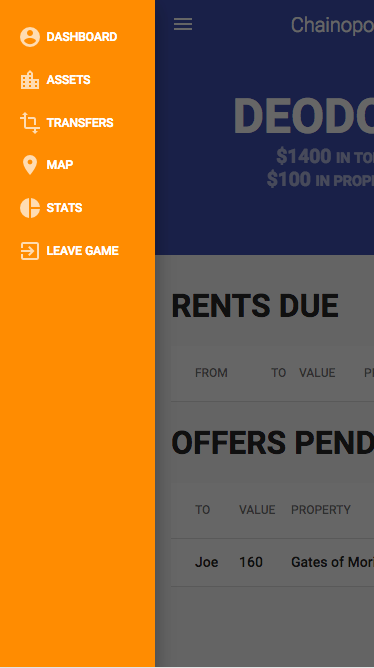 DASHBOARD
ASSETS
TRANSFERS
MAP
STATS
LEAVE GAME
Chainopo
DEODO
$1400 IN TO
$100 IN PROP
RENTS DUE
FROM TO VALUE
OFFERS PEND
TO VALUE PROPERTY
Joe 160 Gates of Mor